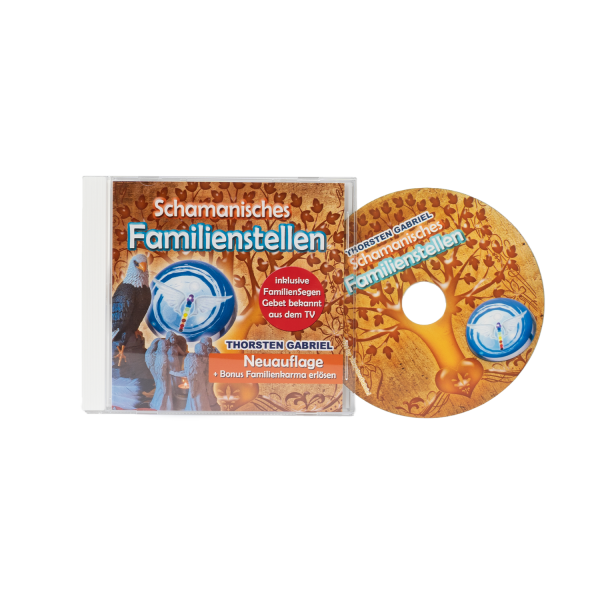 Schamanisches
Familienstellen
inklusive
FamilienSegen
Gebet bekannt
aus dem TV
THORSTEN GABRIEL
Neuauflage
+ Bonus Familienkarma erlösen
THORSTEN GABRIEL
Schamanisches
Familienstellen